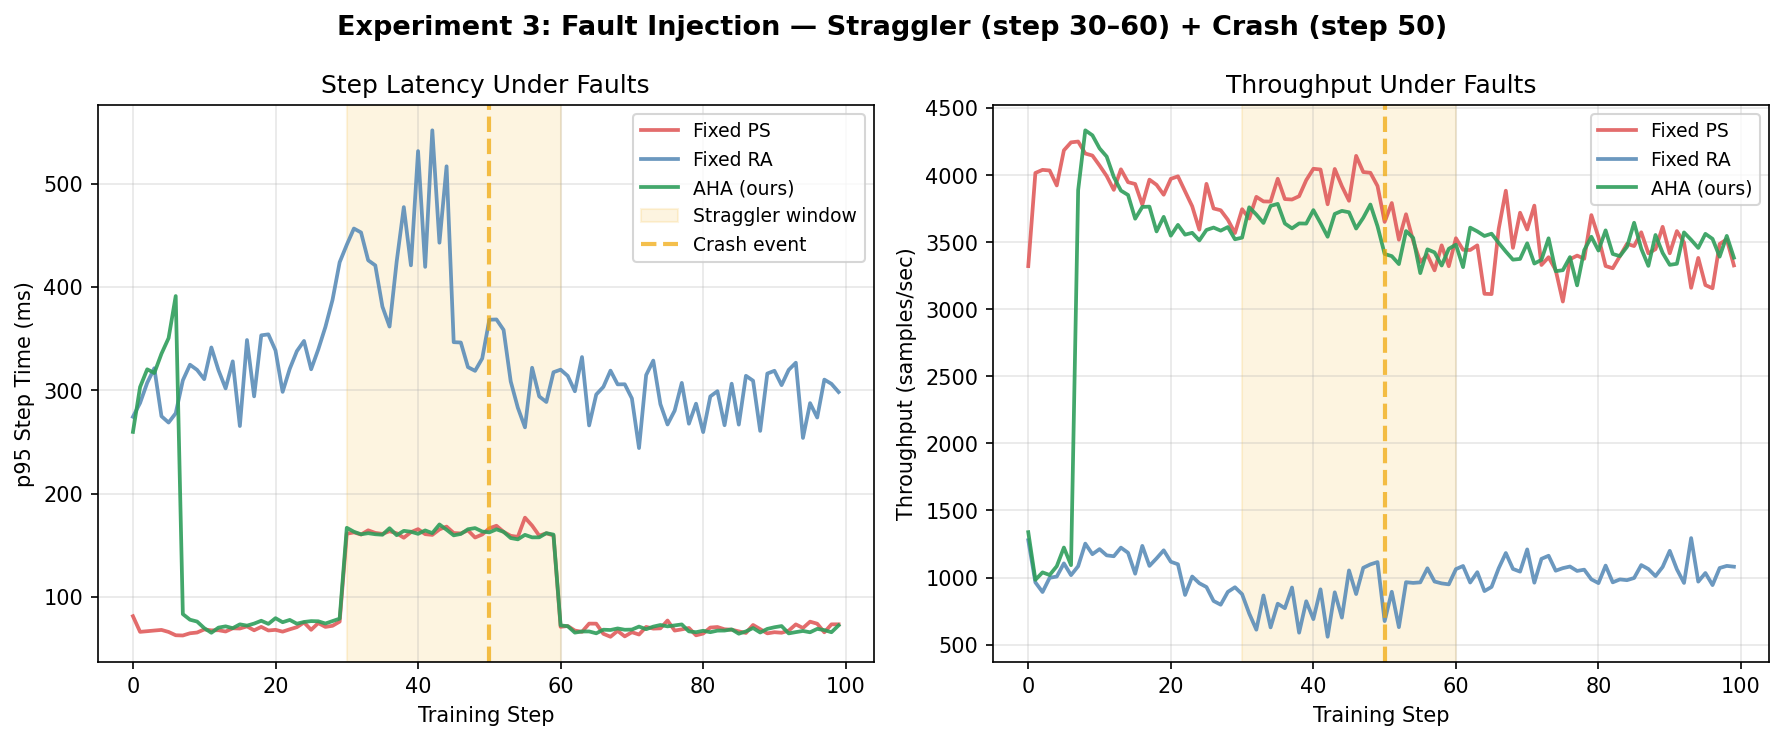 Experiment 3: Fault Injection — Straggler (step 30–60) + Crash (step 50)
Step Latency Under Faults
p95 Step Time (ms)
500
400
300
200
100
0
20
40
60
80
100
Training Step
Fixed PS
Fixed RA
AHA (ours)
Straggler window
Crash event
Throughput Under Faults
Throughput (samples/sec)
4500
4000
3500
3000
2500
2000
1500
1000
500
0
20
40
60
80
100
Training Step
Fixed PS
Fixed RA
AHA (ours)